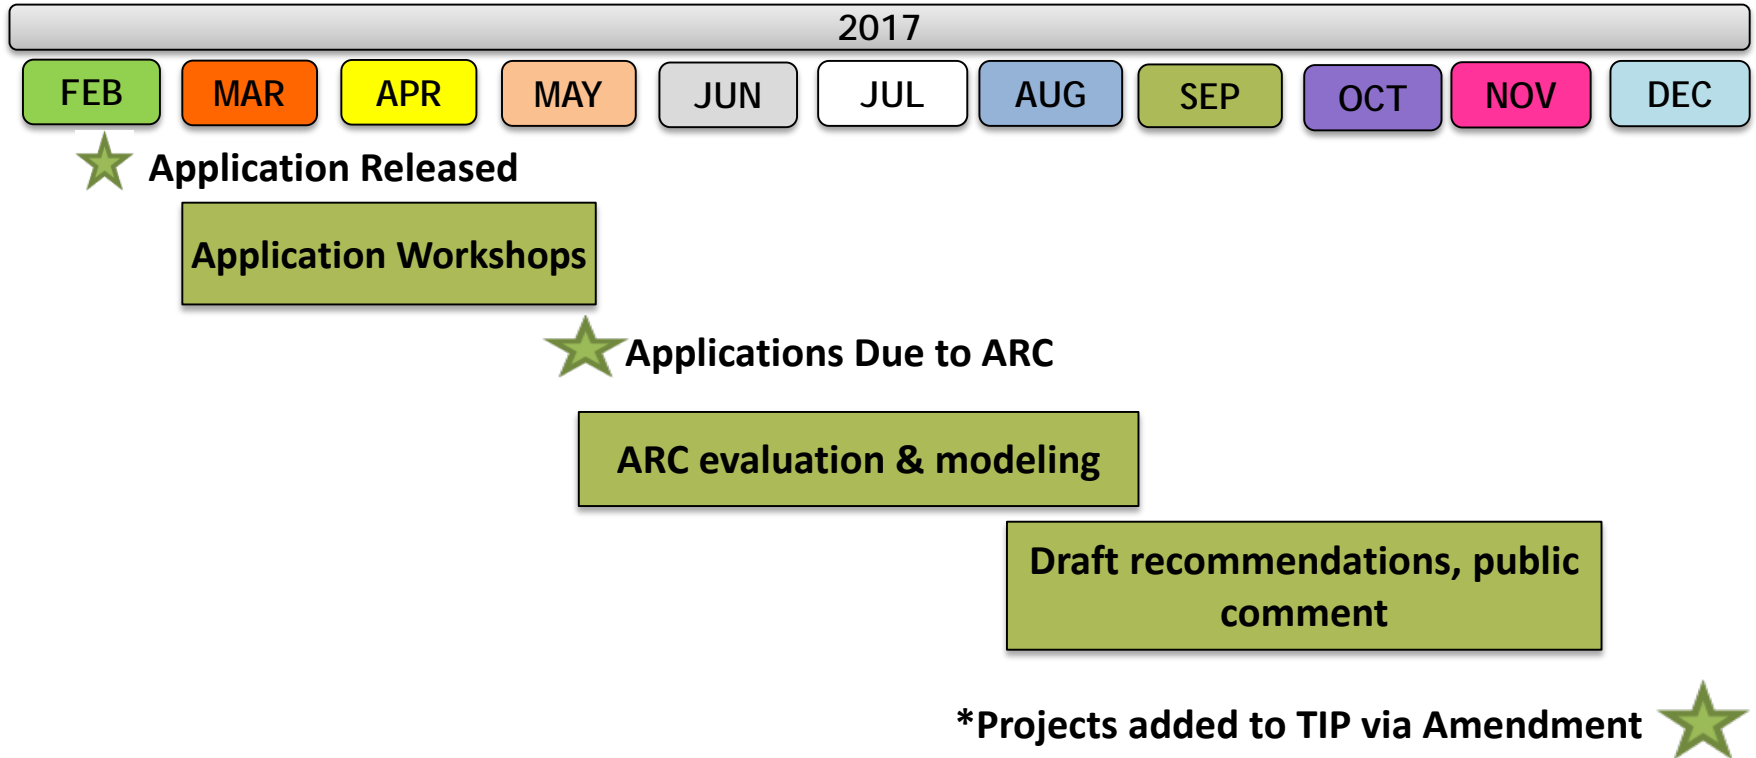 2017
FEB MAR APR MAY JUN JUL AUG SEP OCT NOV DEC
Application Released
Application Workshops
Applications Due to ARC
ARC evaluation & modeling
Draft recommendations, public
comment
*Projects added to TIP via Amendment